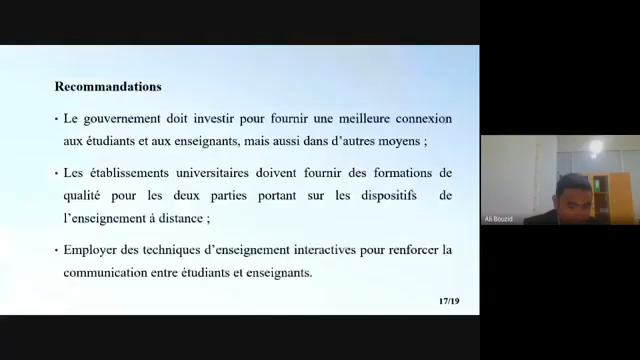 Recommandations
• Le gouvernement doit investir pour fournir une meilleure connexion
aux étudiants et aux enseignants, mais aussi dans d’autres moyens ;
• Les établissements universitaires doivent fournir des formations de
qualité pour les deux parties portant sur les dispositifs de
l’enseignement à distance ;
• Employer des techniques d’enseignement interactives pour renforcer la
communication entre étudiants et enseignants.
17/19
Ali Bouzid